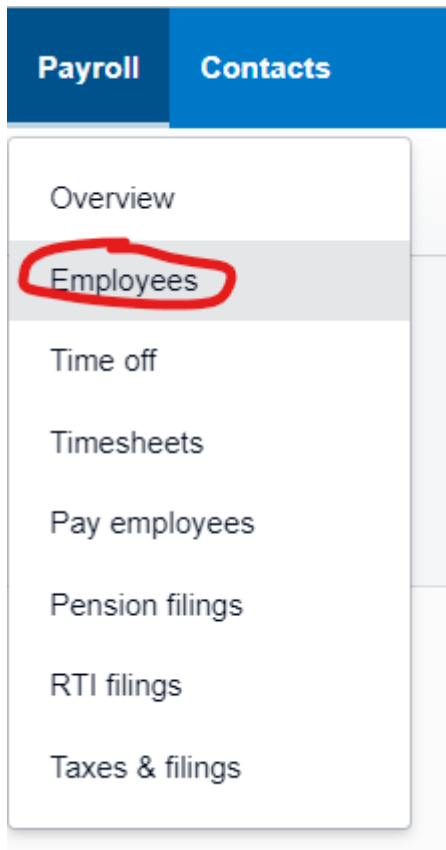 Payroll Contacts
Overview
Employees
Time off
Timesheets
Pay employees
Pension filings
RTI filings
Taxes & filings